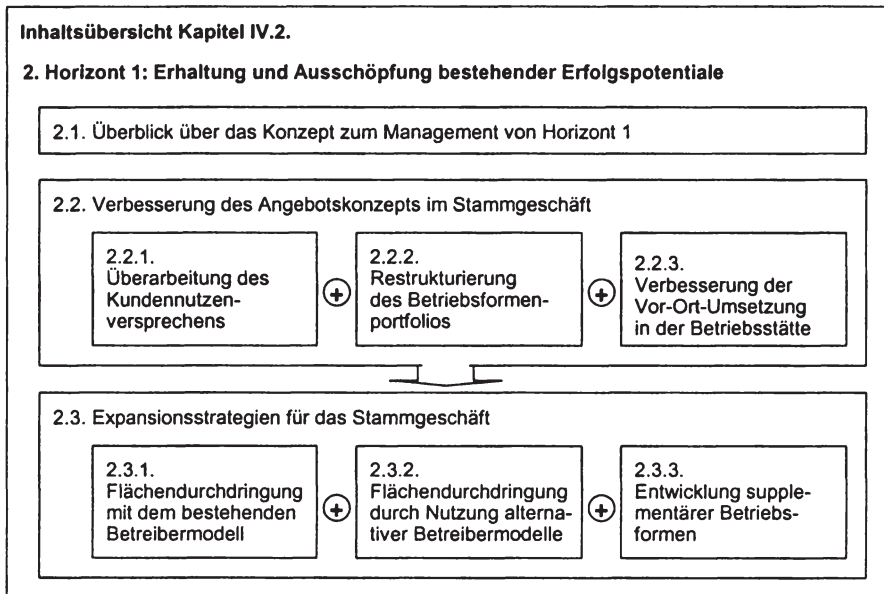 Inhaltsübersicht Kapitel IV.2.
2. Horizont 1: Erhaltung und Ausschöpfung bestehender Erfolgspotentiale
2.1. Überblick über das Konzept zum Management von Horizont 1
2.2. Verbesserung des Angebotskonzepts im Stammgeschäft
2.2.1.
Überarbeitung des
Kundennutzen-
versprechens
+
2.2.2.
Restrukturierung
des Betriebsformen-
portfolios
+
2.2.3.
Verbesserung der
Vor-Ort-Umsetzung
in der Betriebsstätte
2.3. Expansionsstrategien für das Stammgeschäft
2.3.1.
Flächendurchdringung
mit dem bestehenden
Betreibermodell
+
2.3.2.
Flächendurchdringung
durch Nutzung alterna-
tiver Betreibermodelle
+
2.3.3.
Entwicklung supple-
mentärer Betriebs-
formen